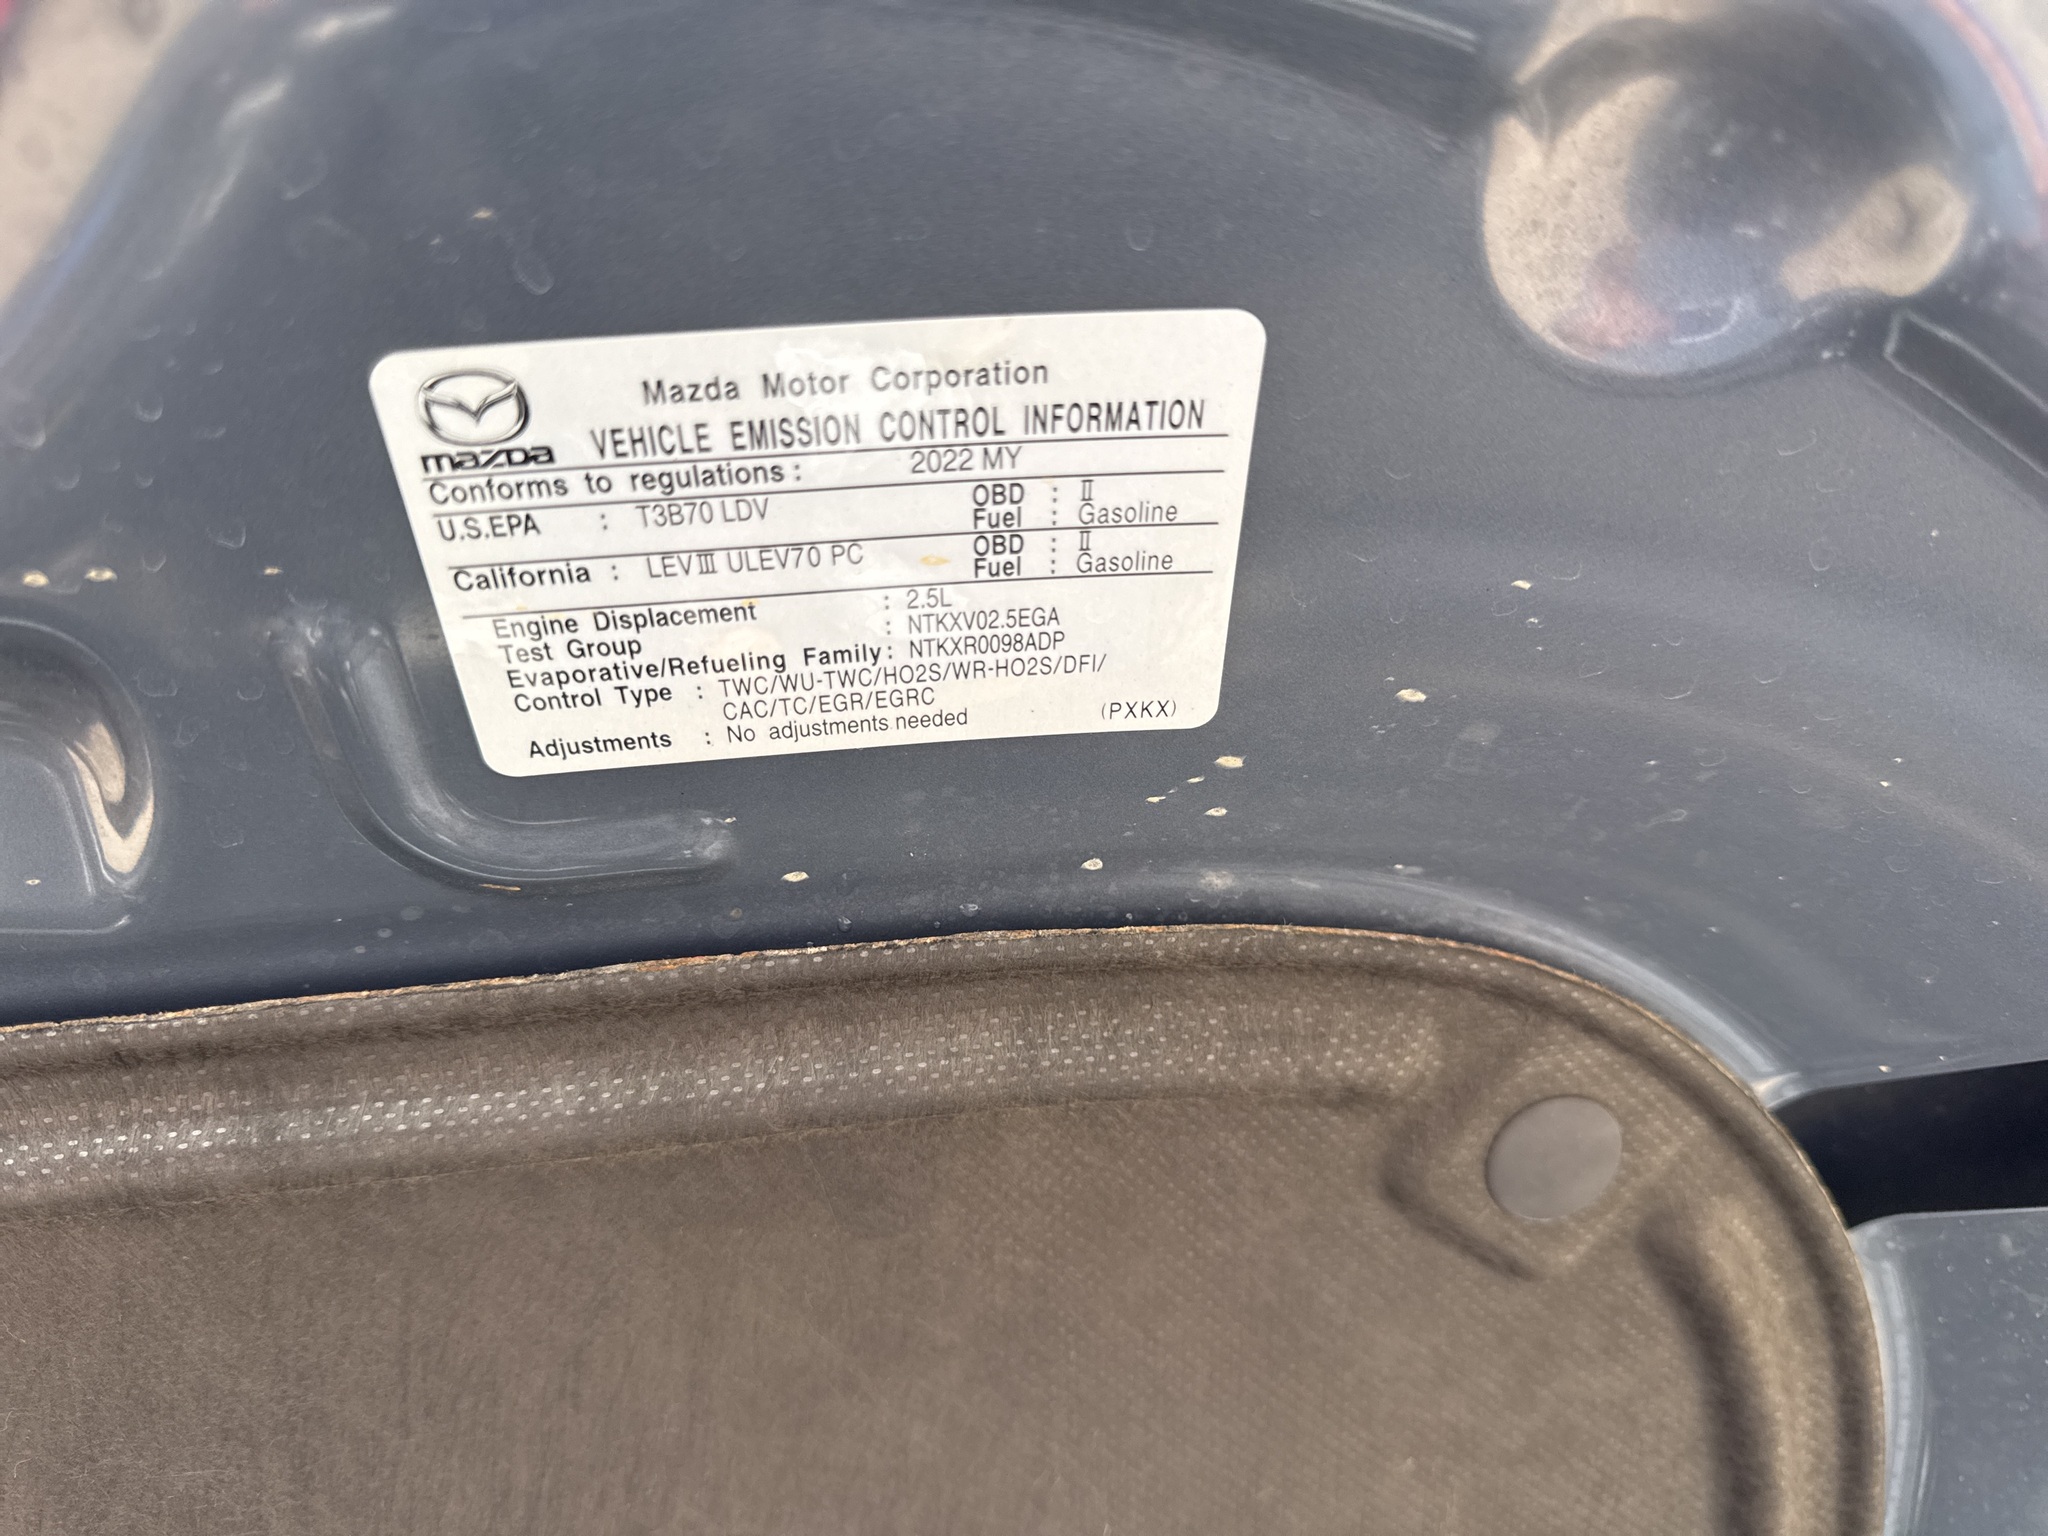 mazda
Mazda Motor Corporation
VEHICLE EMISSION CONTROL INFORMATION
Conforms to regulations : 2022 MY
U.S.EPA : T3B70 LDV OBD : II
Fuel : Gasoline
California : LEV III ULEV70 PC OBD : II
Fuel : Gasoline
Engine Displacement : 2.5L
Test Group : NTKXV02.5EGA
Evaporative/Refueling Family : NTKXR0098ADP
Control Type : TWC/WU-TWC/HO2S/WR-HO2S/DFI/
CAC/TC/EGR/EGRC
Adjustments : No adjustments needed (PXKX)